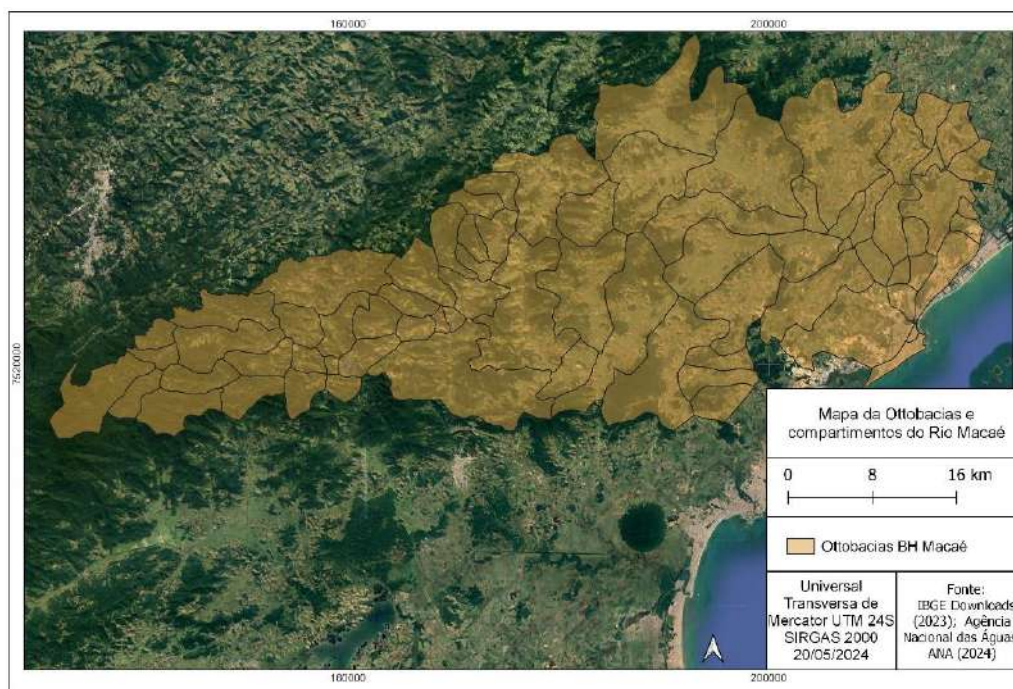 160000
200000
7520000
Mapa da Ottobacias e
compartimentos do Rio Macaé
0 8 16 km
Ottobacias BH Macaé
Universal
Transversa de
Mercator UTM 24S
SIRGAS 2000
20/05/2024
Fonte:
IBGE Downloads
(2023); Agência
Nacional das Águas
ANA (2024)
160000
200000